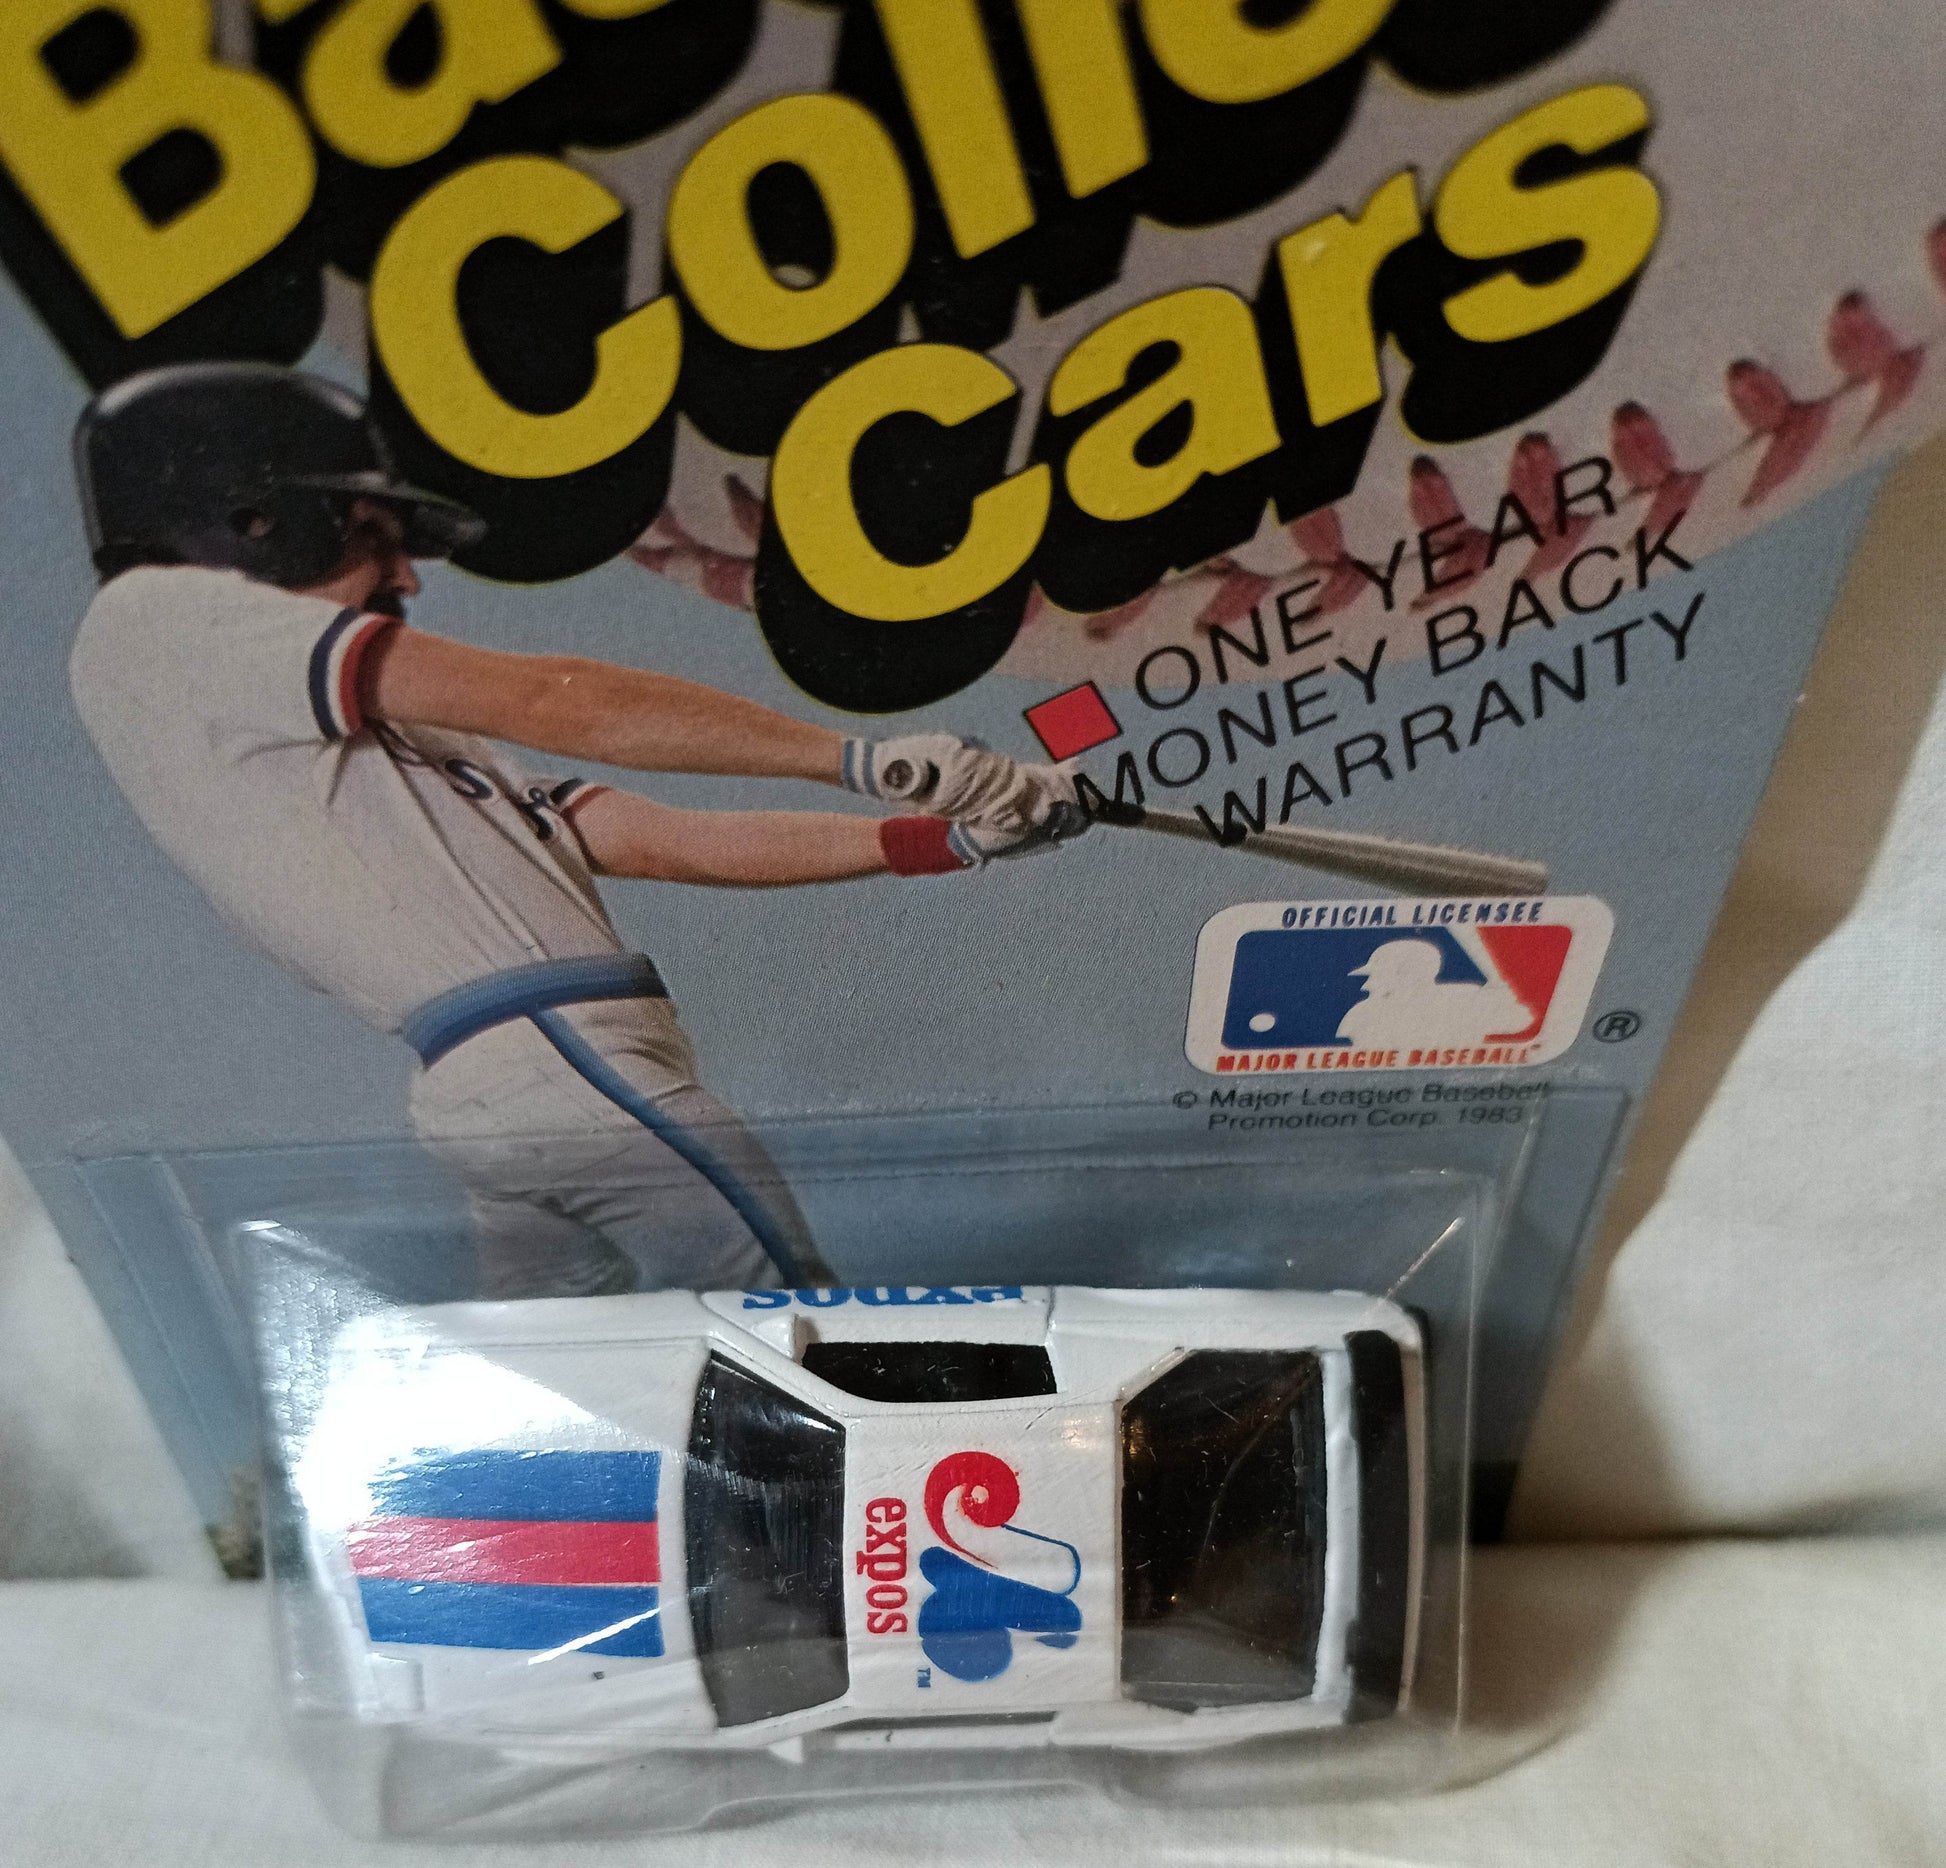 Cars
ONE YEAR
MONEY BACK
WARRANTY
OFFICIAL LICENSEE
MAJOR LEAGUE BASEBALL™
®
© Major League Baseball
Promotion Corp. 1983
expos
expos
TM